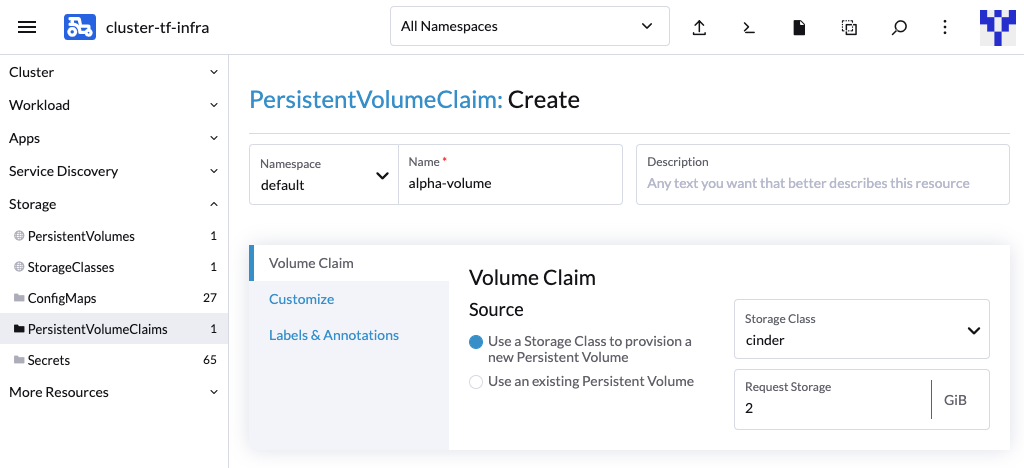 cluster-tf-infra
All Namespaces
Cluster
Workload
Apps
Service Discovery
Storage
PersistentVolumes 1
StorageClasses 1
ConfigMaps 27
PersistentVolumeClaims 1
Secrets 65
More Resources
PersistentVolumeClaim: Create
Namespace
default
Name *
alpha-volume
Description
Any text you want that better describes this resource
Volume Claim
Customize
Labels & Annotations
Volume Claim
Source
Use a Storage Class to provision a
new Persistent Volume
Use an existing Persistent Volume
Storage Class
cinder
Request Storage
2
GiB